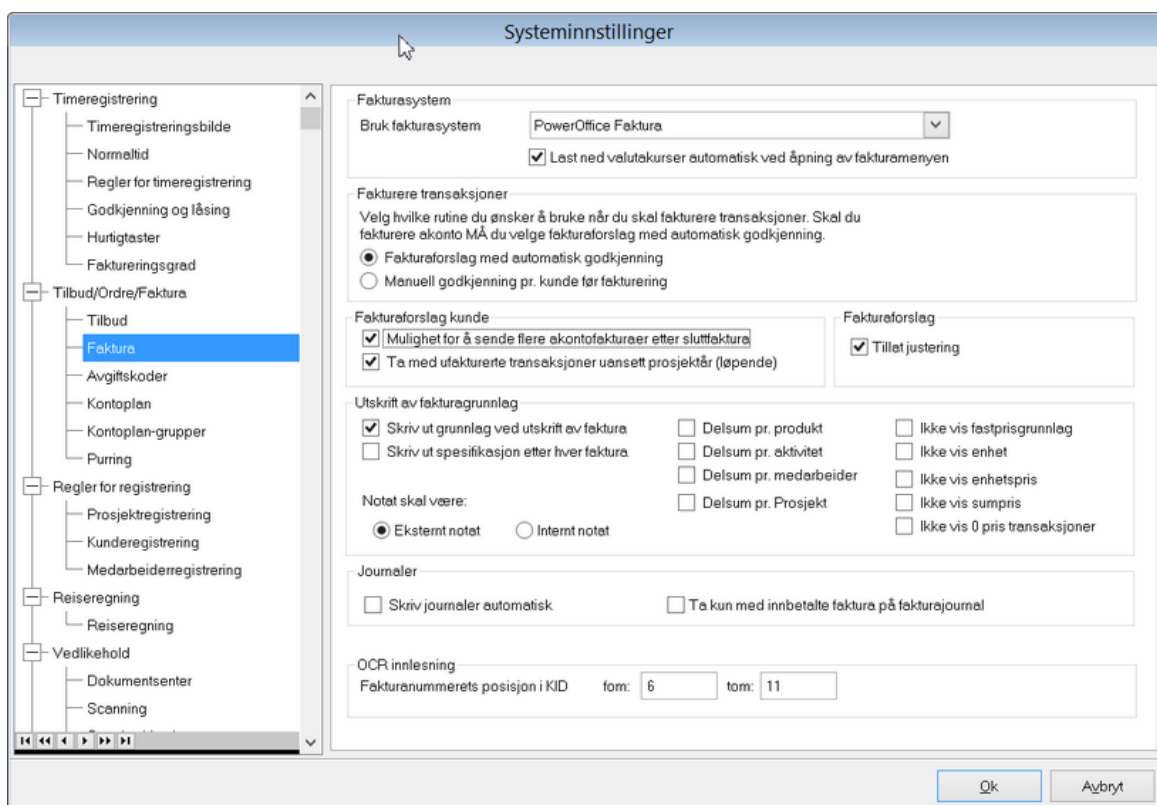 Systeminnstillinger
Timeregistrering
Timeregistreringsbilde
Normaltid
Regler for timeregistrering
Godkjenning og låsing
Hurtigtaster
Faktureringsgrad
Tilbud/Ordre/Faktura
Tilbud
Faktura
Avgiftskoder
Kontoplan
Kontoplan-grupper
Purring
Regler for registrering
Prosjektregistrering
Kunderegistrering
Medarbeiderregistrering
Reiseregning
Reiseregning
Vedlikehold
Dokumentsenter
Scanning
Fakturasystem
Bruk fakturasystem PowerOffice Faktura
Last ned valutakurser automatisk ved åpning av fakturamenyen
Fakturere transaksjoner
Velg hvilke rutine du ønsker å bruke når du skal fakturere transaksjoner. Skal du
fakturere akonto MÅ du velge fakturaforslag med automatisk godkjenning.
Fakturaforslag med automatisk godkjenning
Manuell godkjenning pr. kunde før fakturering
Fakturaforslag kunde
Mulighet for å sende flere akontofakturaer etter sluttfaktura
Ta med ufakturerte transaksjoner uansett prosjektår (løpende)
Fakturaforslag
Tillat justering
Utskrift av fakturagrunnlag
Skriv ut grunnlag ved utskrift av faktura
Skriv ut spesifikasjon etter hver faktura
Notat skal være:
Eksternt notat Internt notat
Delsum pr. produkt
Delsum pr. aktivitet
Delsum pr. medarbeider
Delsum pr. Prosjekt
Ikke vis fastprisgrunnlag
Ikke vis enhet
Ikke vis enhetspris
Ikke vis sumpris
Ikke vis 0 pris transaksjoner
Journaler
Skriv journaler automatisk Ta kun med innbetalte faktura på fakturajournal
OCR innlesning
Fakturanummerets posisjon i KID fom: 6 tom: 11
Ok Avbryt